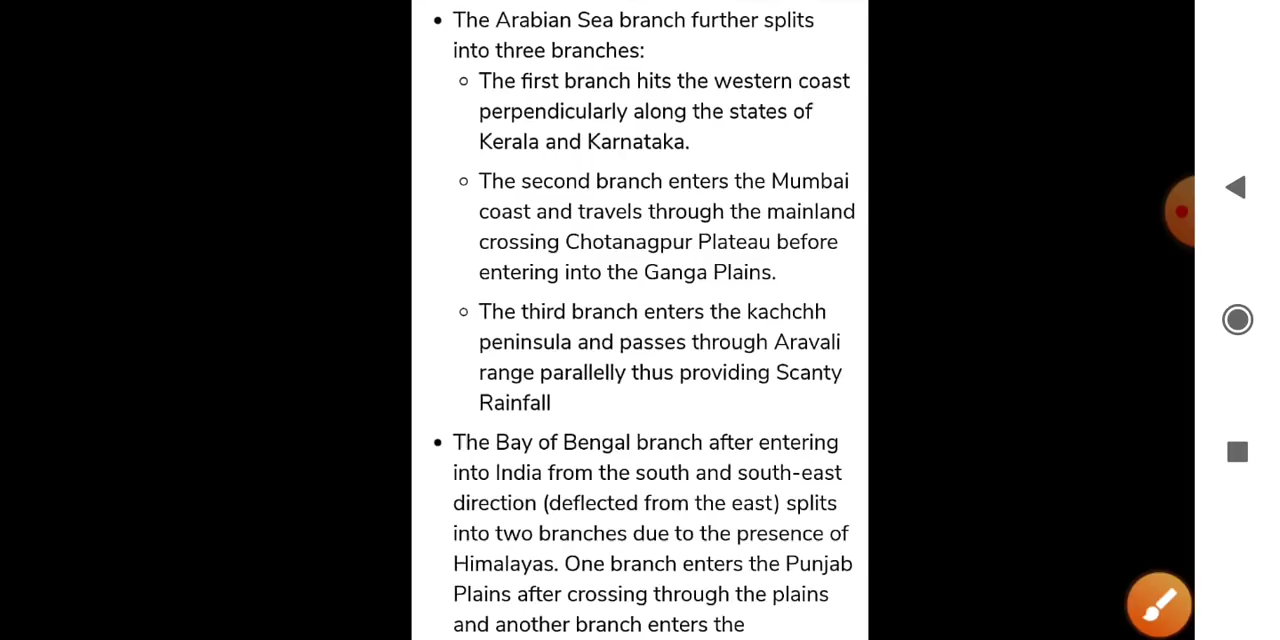 The Arabian Sea branch further splits
into three branches:
The first branch hits the western coast
perpendicularly along the states of
Kerala and Karnataka.
The second branch enters the Mumbai
coast and travels through the mainland
crossing Chotanagpur Plateau before
entering into the Ganga Plains.
The third branch enters the kachchh
peninsula and passes through Aravali
range parallelly thus providing Scanty
Rainfall
The Bay of Bengal branch after entering
into India from the south and south-east
direction (deflected from the east) splits
into two branches due to the presence of
Himalayas. One branch enters the Punjab
Plains after crossing through the plains
and another branch enters the